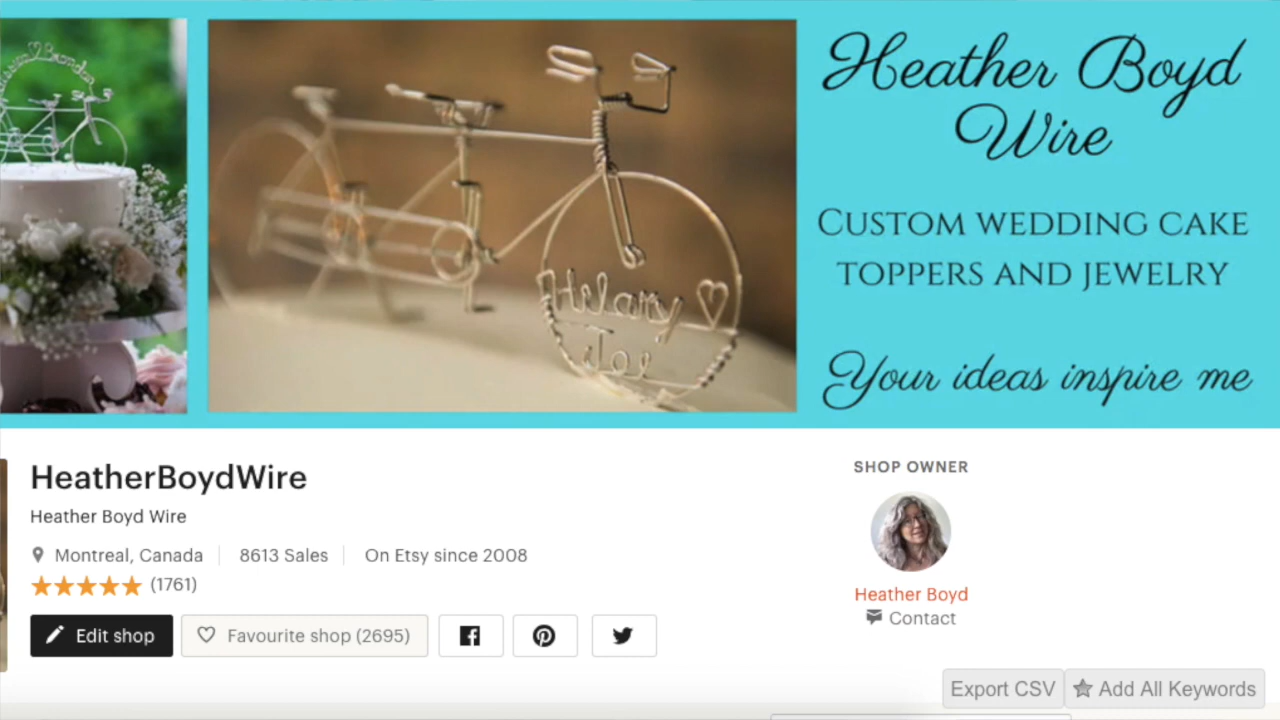 Heather Boyd
Wire
CUSTOM WEDDING CAKE
TOPPERS AND JEWELRY
Your ideas inspire me
Hilary
Joe
HeatherBoydWire
Heather Boyd Wire
Montreal, Canada
8613 Sales
On Etsy since 2008
(1761)
Edit shop
Favourite shop (2695)
SHOP OWNER
Heather Boyd
Contact
Export CSV
Add All Keywords